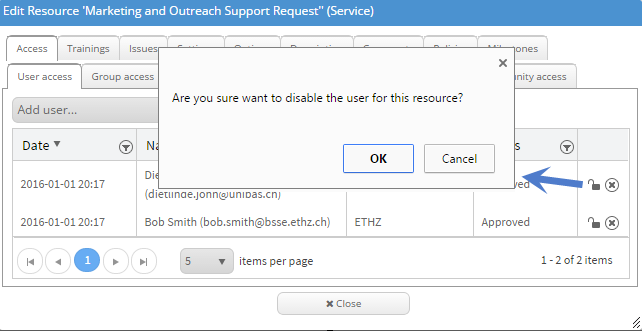 Edit Resource 'Marketing and Outreach Support Request" (Service)
Access Trainings Issues
User access Group access access
Are you sure want to disable the user for this resource?
OK Cancel
Add user...
Date
2016-01-01 20:17 (dietlinde.john@unibas.ch)
2016-01-01 20:17 Bob Smith (bob.smith@bsse.ethz.ch) ETHZ Approved
1 5 items per page 1 - 2 of 2 items
Close